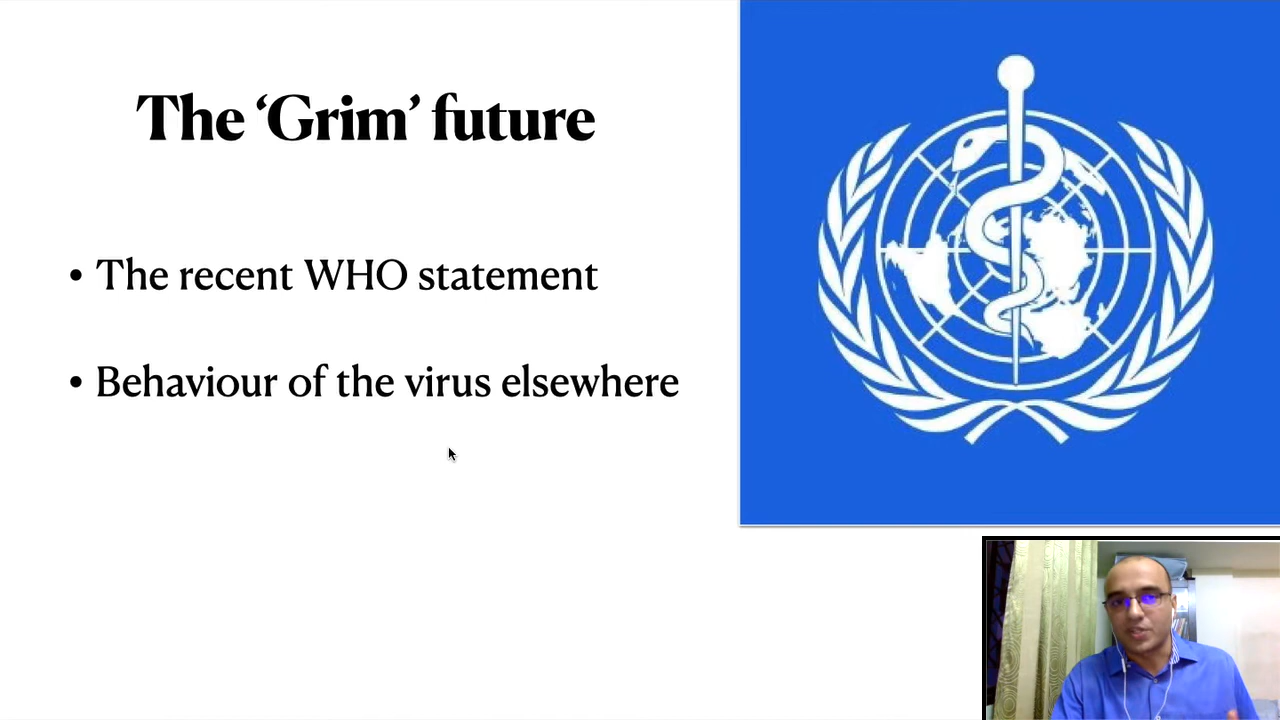 The ‘Grim’ future
• The recent WHO statement
• Behaviour of the virus elsewhere